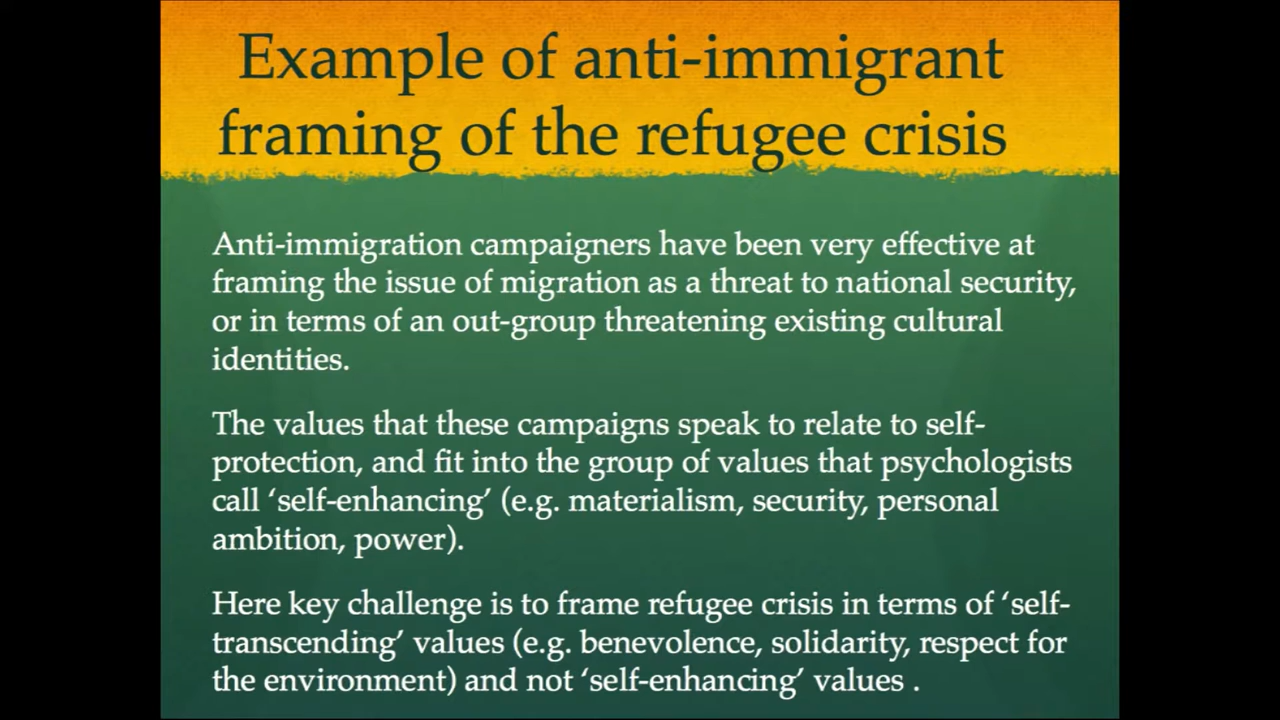 Example of anti-immigrant
framing of the refugee crisis
Anti-immigration campaigners have been very effective at
framing the issue of migration as a threat to national security,
or in terms of an out-group threatening existing cultural
identities.
The values that these campaigns speak to relate to self-
protection, and fit into the group of values that psychologists
call ‘self-enhancing’ (e.g. materialism, security, personal
ambition, power).
Here key challenge is to frame refugee crisis in terms of ‘self-
transcending’ values (e.g. benevolence, solidarity, respect for
the environment) and not ‘self-enhancing’ values .